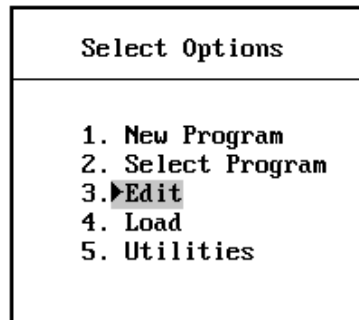 Select Options
1. New Program
2. Select Program
3. Edit
4. Load
5. Utilities